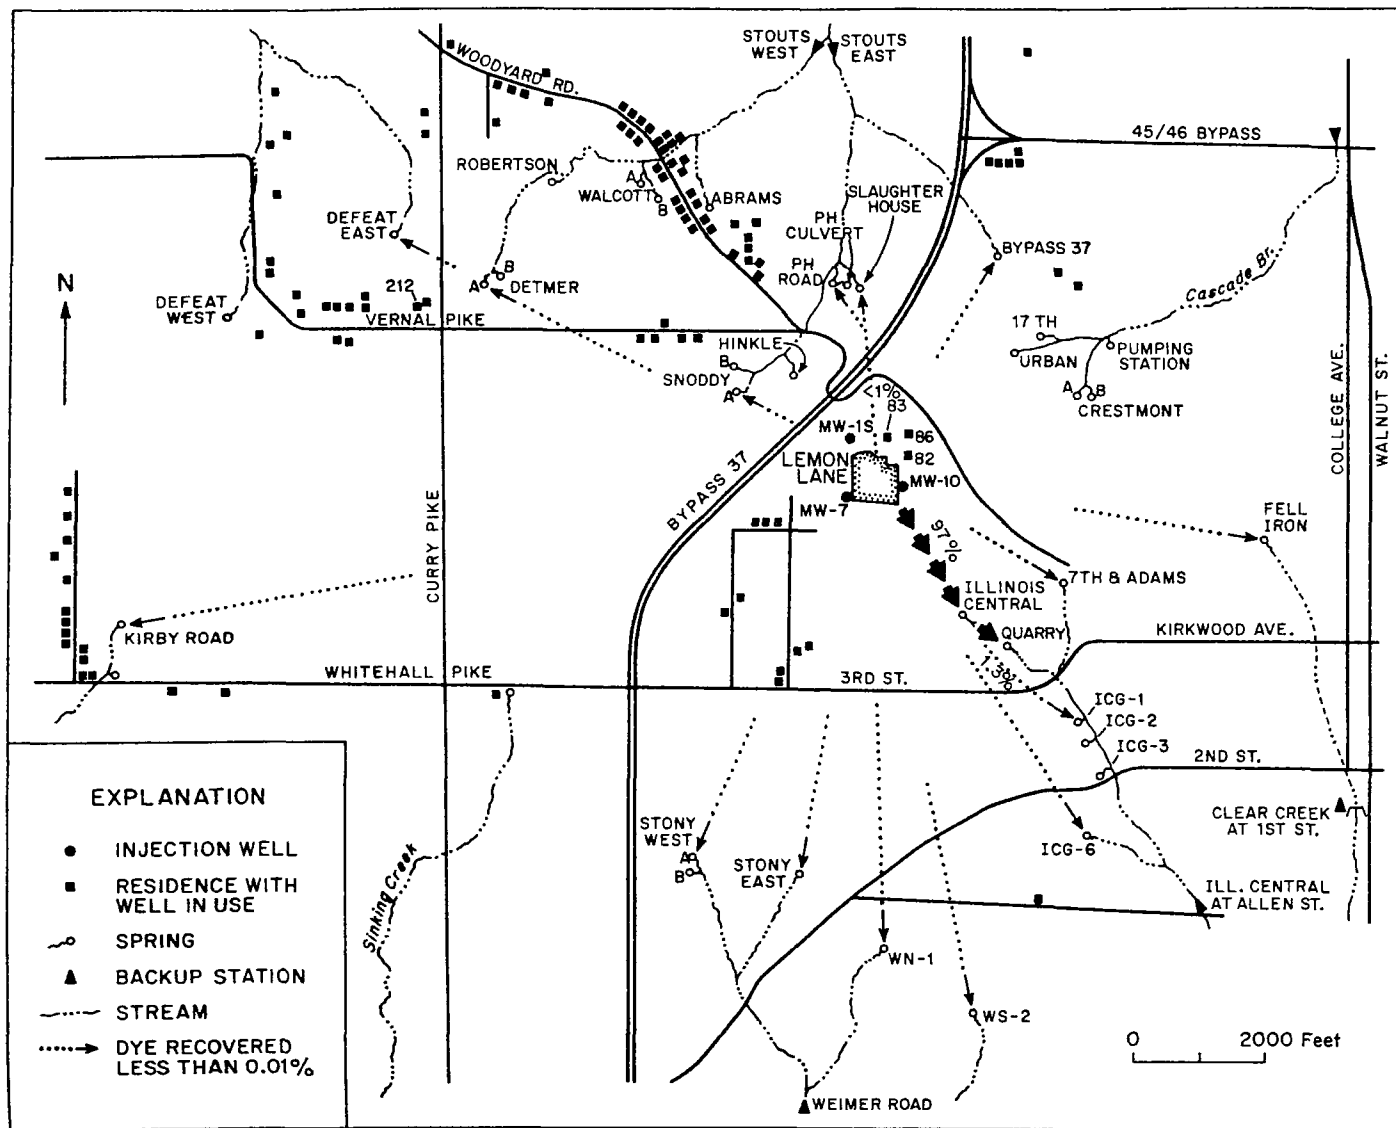 STOUTS
WEST
STOUTS
EAST
WOODYARD RD.
45/46 BYPASS
ROBERTSON
A
WALCOTT
B
ABRAMS
SLAUGHTER
HOUSE
PH
CULVERT
PH
ROAD
DEFEAT
EAST
BYPASS 37
N
B
A
DETMER
212
DEFEAT
WEST
VERNAL PIKE
Cascade Br.
17 TH
URBAN
PUMPING
STATION
A
B
CRESTMONT
HINKLE
B
SNODDY
A
<1%
83
MW-1S
86
82
LEMON
LANE
MW-10
MW-7
BYPASS 37
COLLEGE AVE.
WALNUT ST.
CURRY PIKE
97%
FELL
IRON
7TH & ADAMS
ILLINOIS
CENTRAL
QUARRY
KIRKWOOD AVE.
KIRBY ROAD
WHITEHALL PIKE
3RD ST.
1.3%
ICG-1
ICG-2
ICG-3
2ND ST.
CLEAR CREEK
AT 1ST ST.
ICG-6
STONY
WEST
A
B
STONY
EAST
ILL. CENTRAL
AT ALLEN ST.
Sinking Creek
WN-1
WS-2
WEIMER ROAD
0 2000 Feet
EXPLANATION
INJECTION WELL
RESIDENCE WITH
WELL IN USE
SPRING
BACKUP STATION
STREAM
DYE RECOVERED
LESS THAN 0.01%